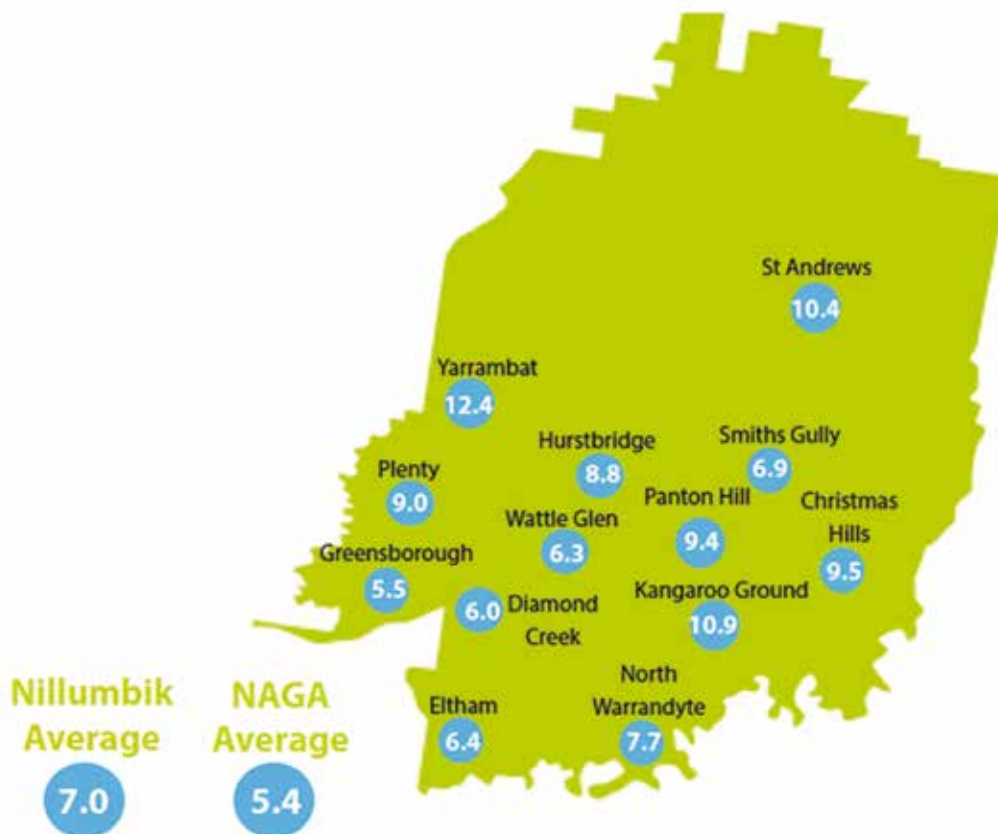 St Andrews
10.4
Yarrambat
12.4
Hurstbridge
8.8
Smiths Gully
6.9
Plenty
9.0
Panton Hill
9.4
Christmas
Hills
9.5
Wattle Glen
6.3
Greensborough
5.5
Diamond
Creek
6.0
Kangaroo Ground
10.9
North
Warrandyte
7.7
Eltham
6.4
Nillumbik
Average
7.0
NAGA
Average
5.4